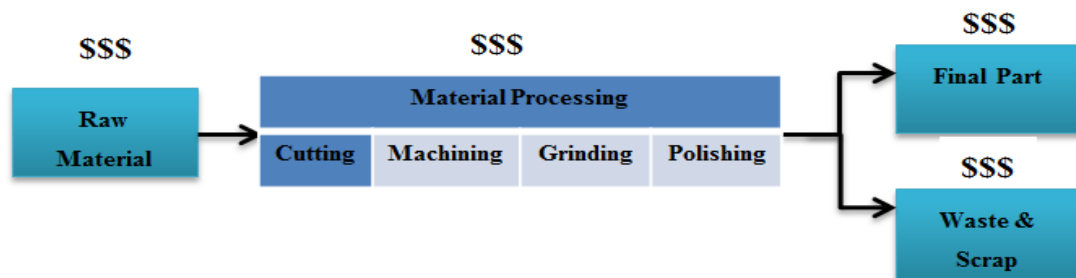 $$$
Raw
Material
$$$
Material Processing
Cutting Machining Grinding Polishing
$$$
Final Part
$$$
Waste &
Scrap